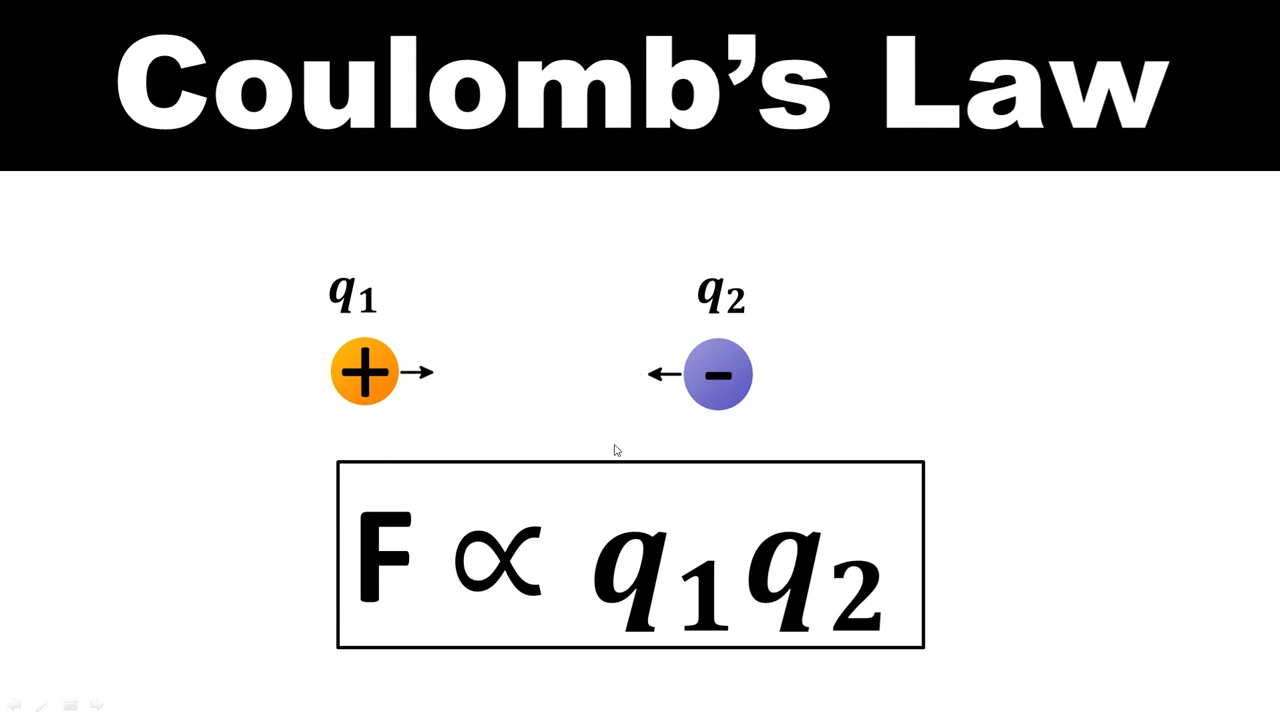 Coulomb’s Law
q₁ q₂
+ -
F ∝ q₁q₂